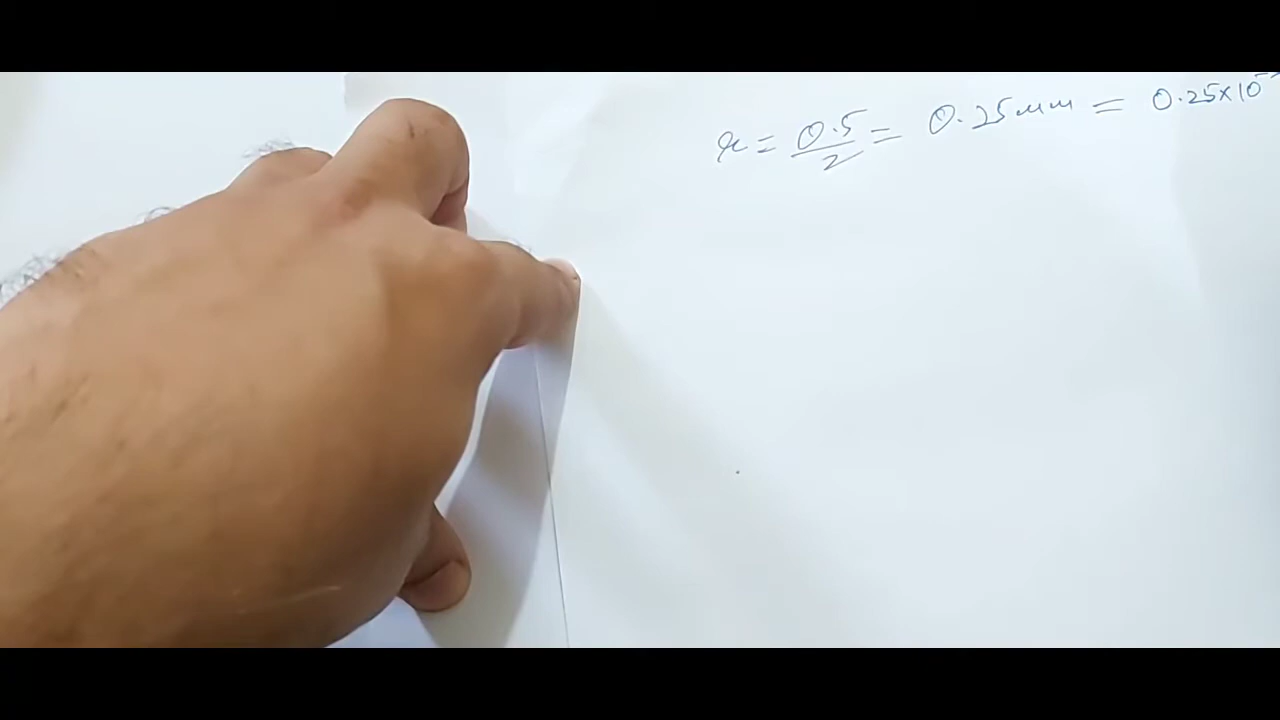 r = 0.5/2 = 0.25mm = 0.25×10